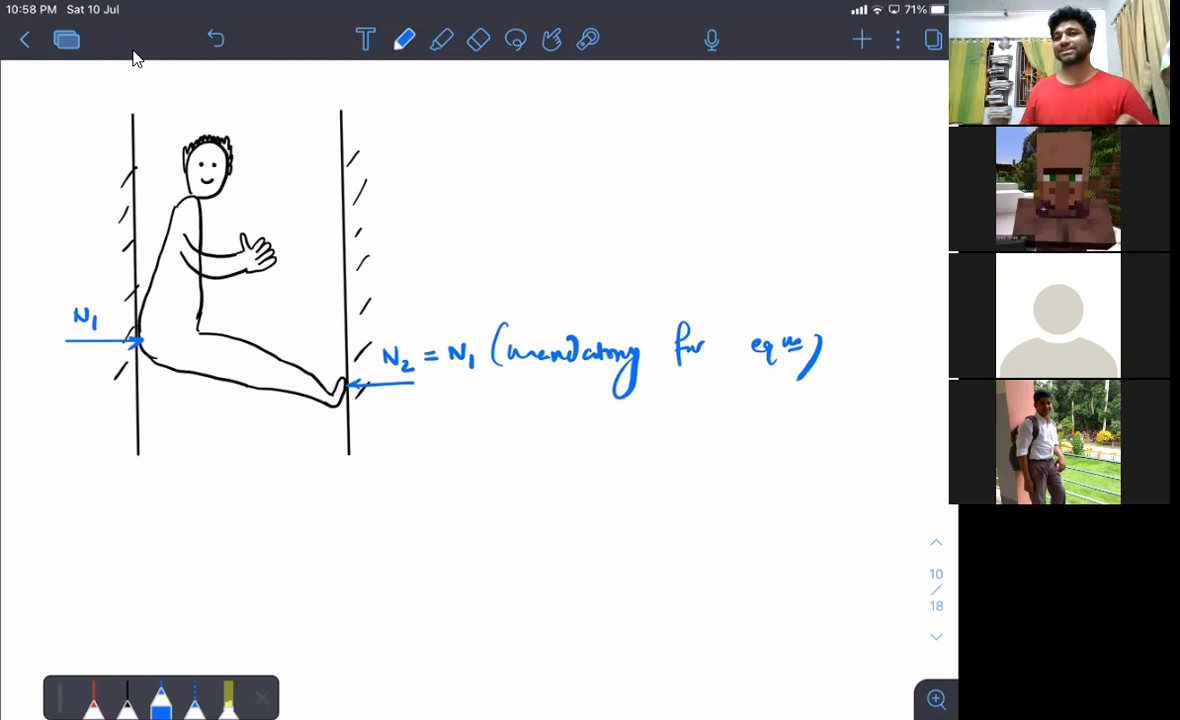 10:58 PM Sat 10 Jul
71%
T
N1
N2 = N1 (mandatory for eqm)
10
/
18